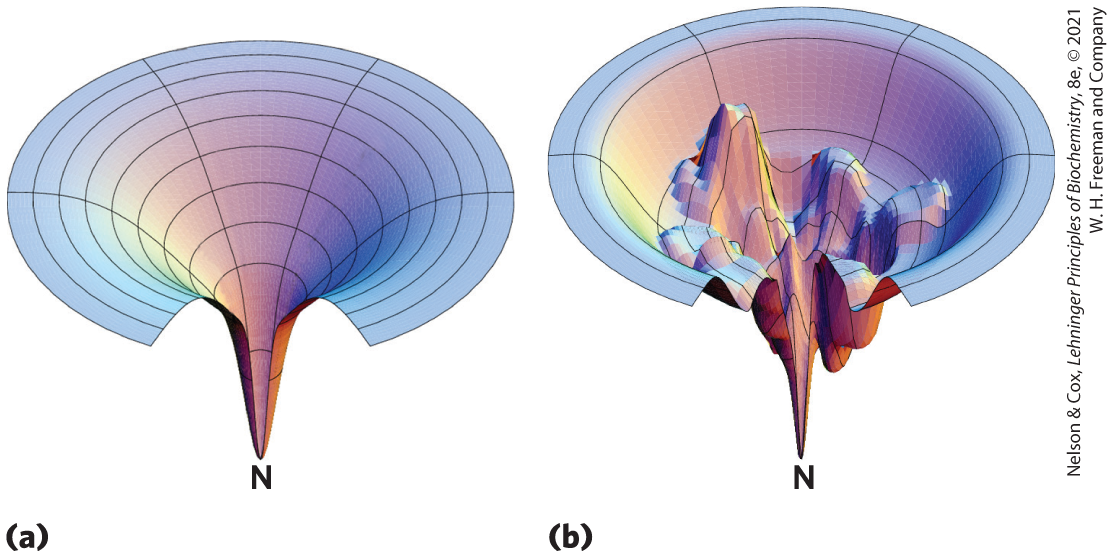 N
N
(a)
(b)
Nelson & Cox, Lehninger Principles of Biochemistry, 8e, © 2021
W. H. Freeman and Company